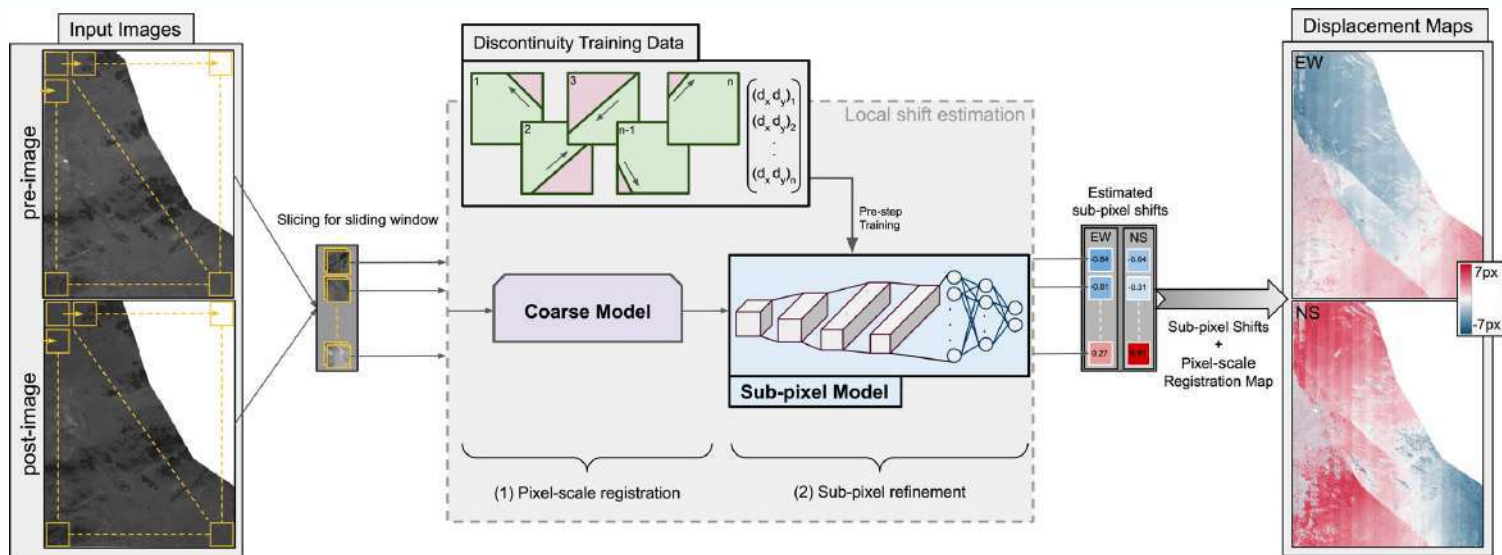 Input Images
pre-image
post-image
Slicing for sliding window
Discontinuity Training Data
1
2
3
n-1
n
(dx dy)1
(dx dy)2
.
.
(dx dy)n
Local shift estimation
Pre-step
Training
Coarse Model
Sub-pixel Model
(1) Pixel-scale registration
(2) Sub-pixel refinement
Estimated
sub-pixel shifts
EW
NS
-0.64
-0.64
-0.31
0.27
Sub-pixel Shifts
+
Pixel-scale
Registration Map
Displacement Maps
EW
7px
-7px
NS